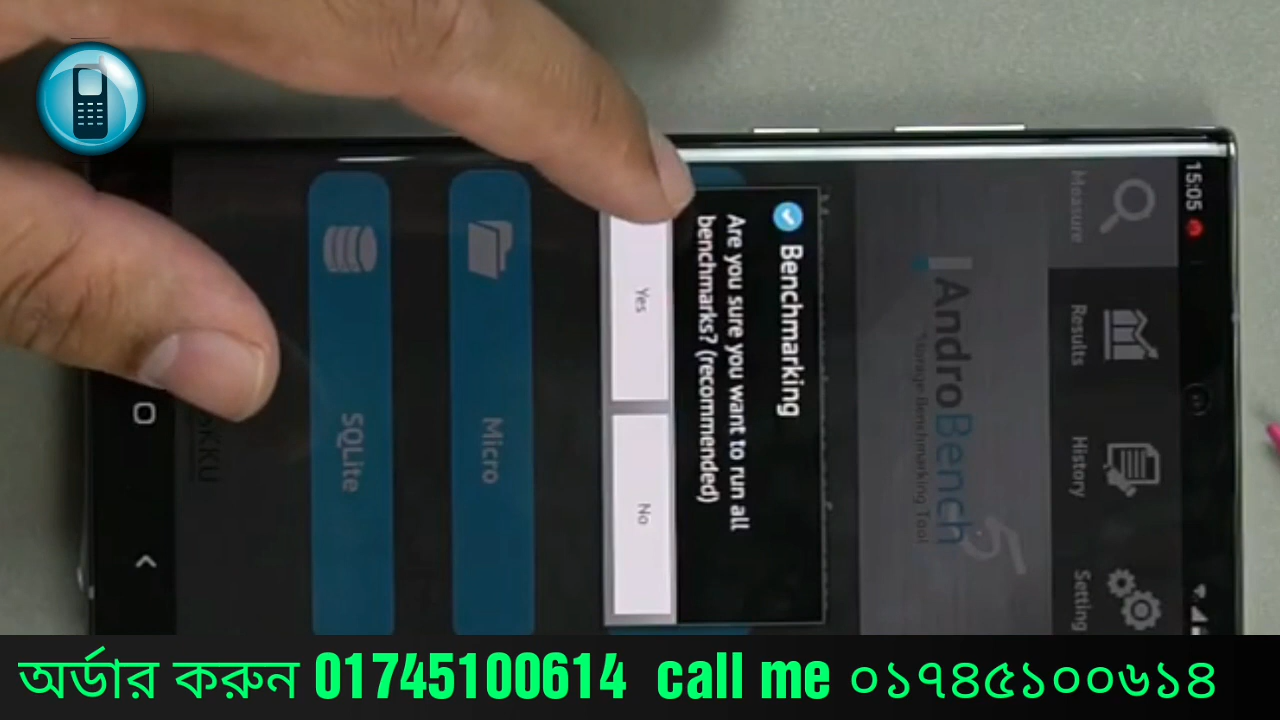 15:05
Measure
Results
History
Setting
AndroBench 5
Storage Benchmarking Tool
Benchmarking
Are you sure you want to run all
benchmarks? (recommended)
Yes
No
Micro
SQLite
অর্ডার করুন 01745100614 call me ০১৭৪৫১০০৬১৪